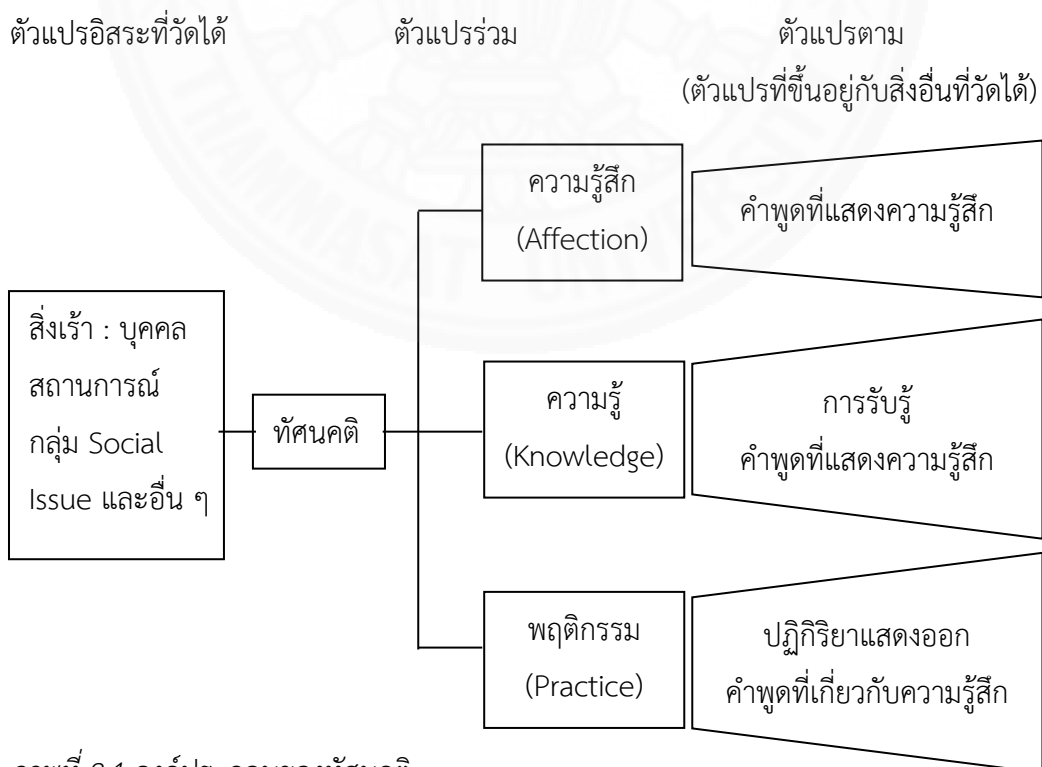 ตัวแปรอิสระที่วัดได้ ตัวแปรร่วม ตัวแปรตาม
(ตัวแปรที่ขึ้นอยู่กับสิ่งอื่นที่วัดได้)
ความรู้สึก
(Affection)
คำพูดที่แสดงความรู้สึก
สิ่งเร้า : บุคคล
สถานการณ์
กลุ่ม Social
Issue และอื่น ๆ
ทัศนคติ
ความรู้
(Knowledge)
การรับรู้
คำพูดที่แสดงความรู้สึก
พฤติกรรม
(Practice)
ปฏิกิริยาแสดงออก
คำพูดที่เกี่ยวกับความรู้สึก